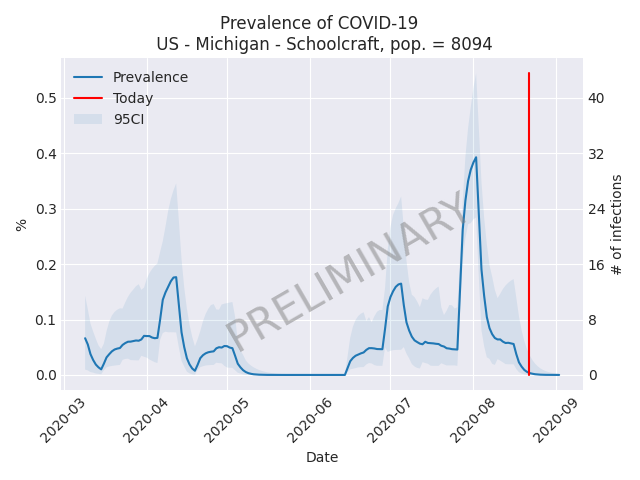 Prevalence of COVID-19
US - Michigan - Schoolcraft, pop. = 8094
Prevalence
Today
95CI
PRELIMINARY
%
0.5
0.4
0.3
0.2
0.1
0.0
# of infections
40
32
24
16
8
0
2020-03
2020-04
2020-05
2020-06
2020-07
2020-08
2020-09
Date